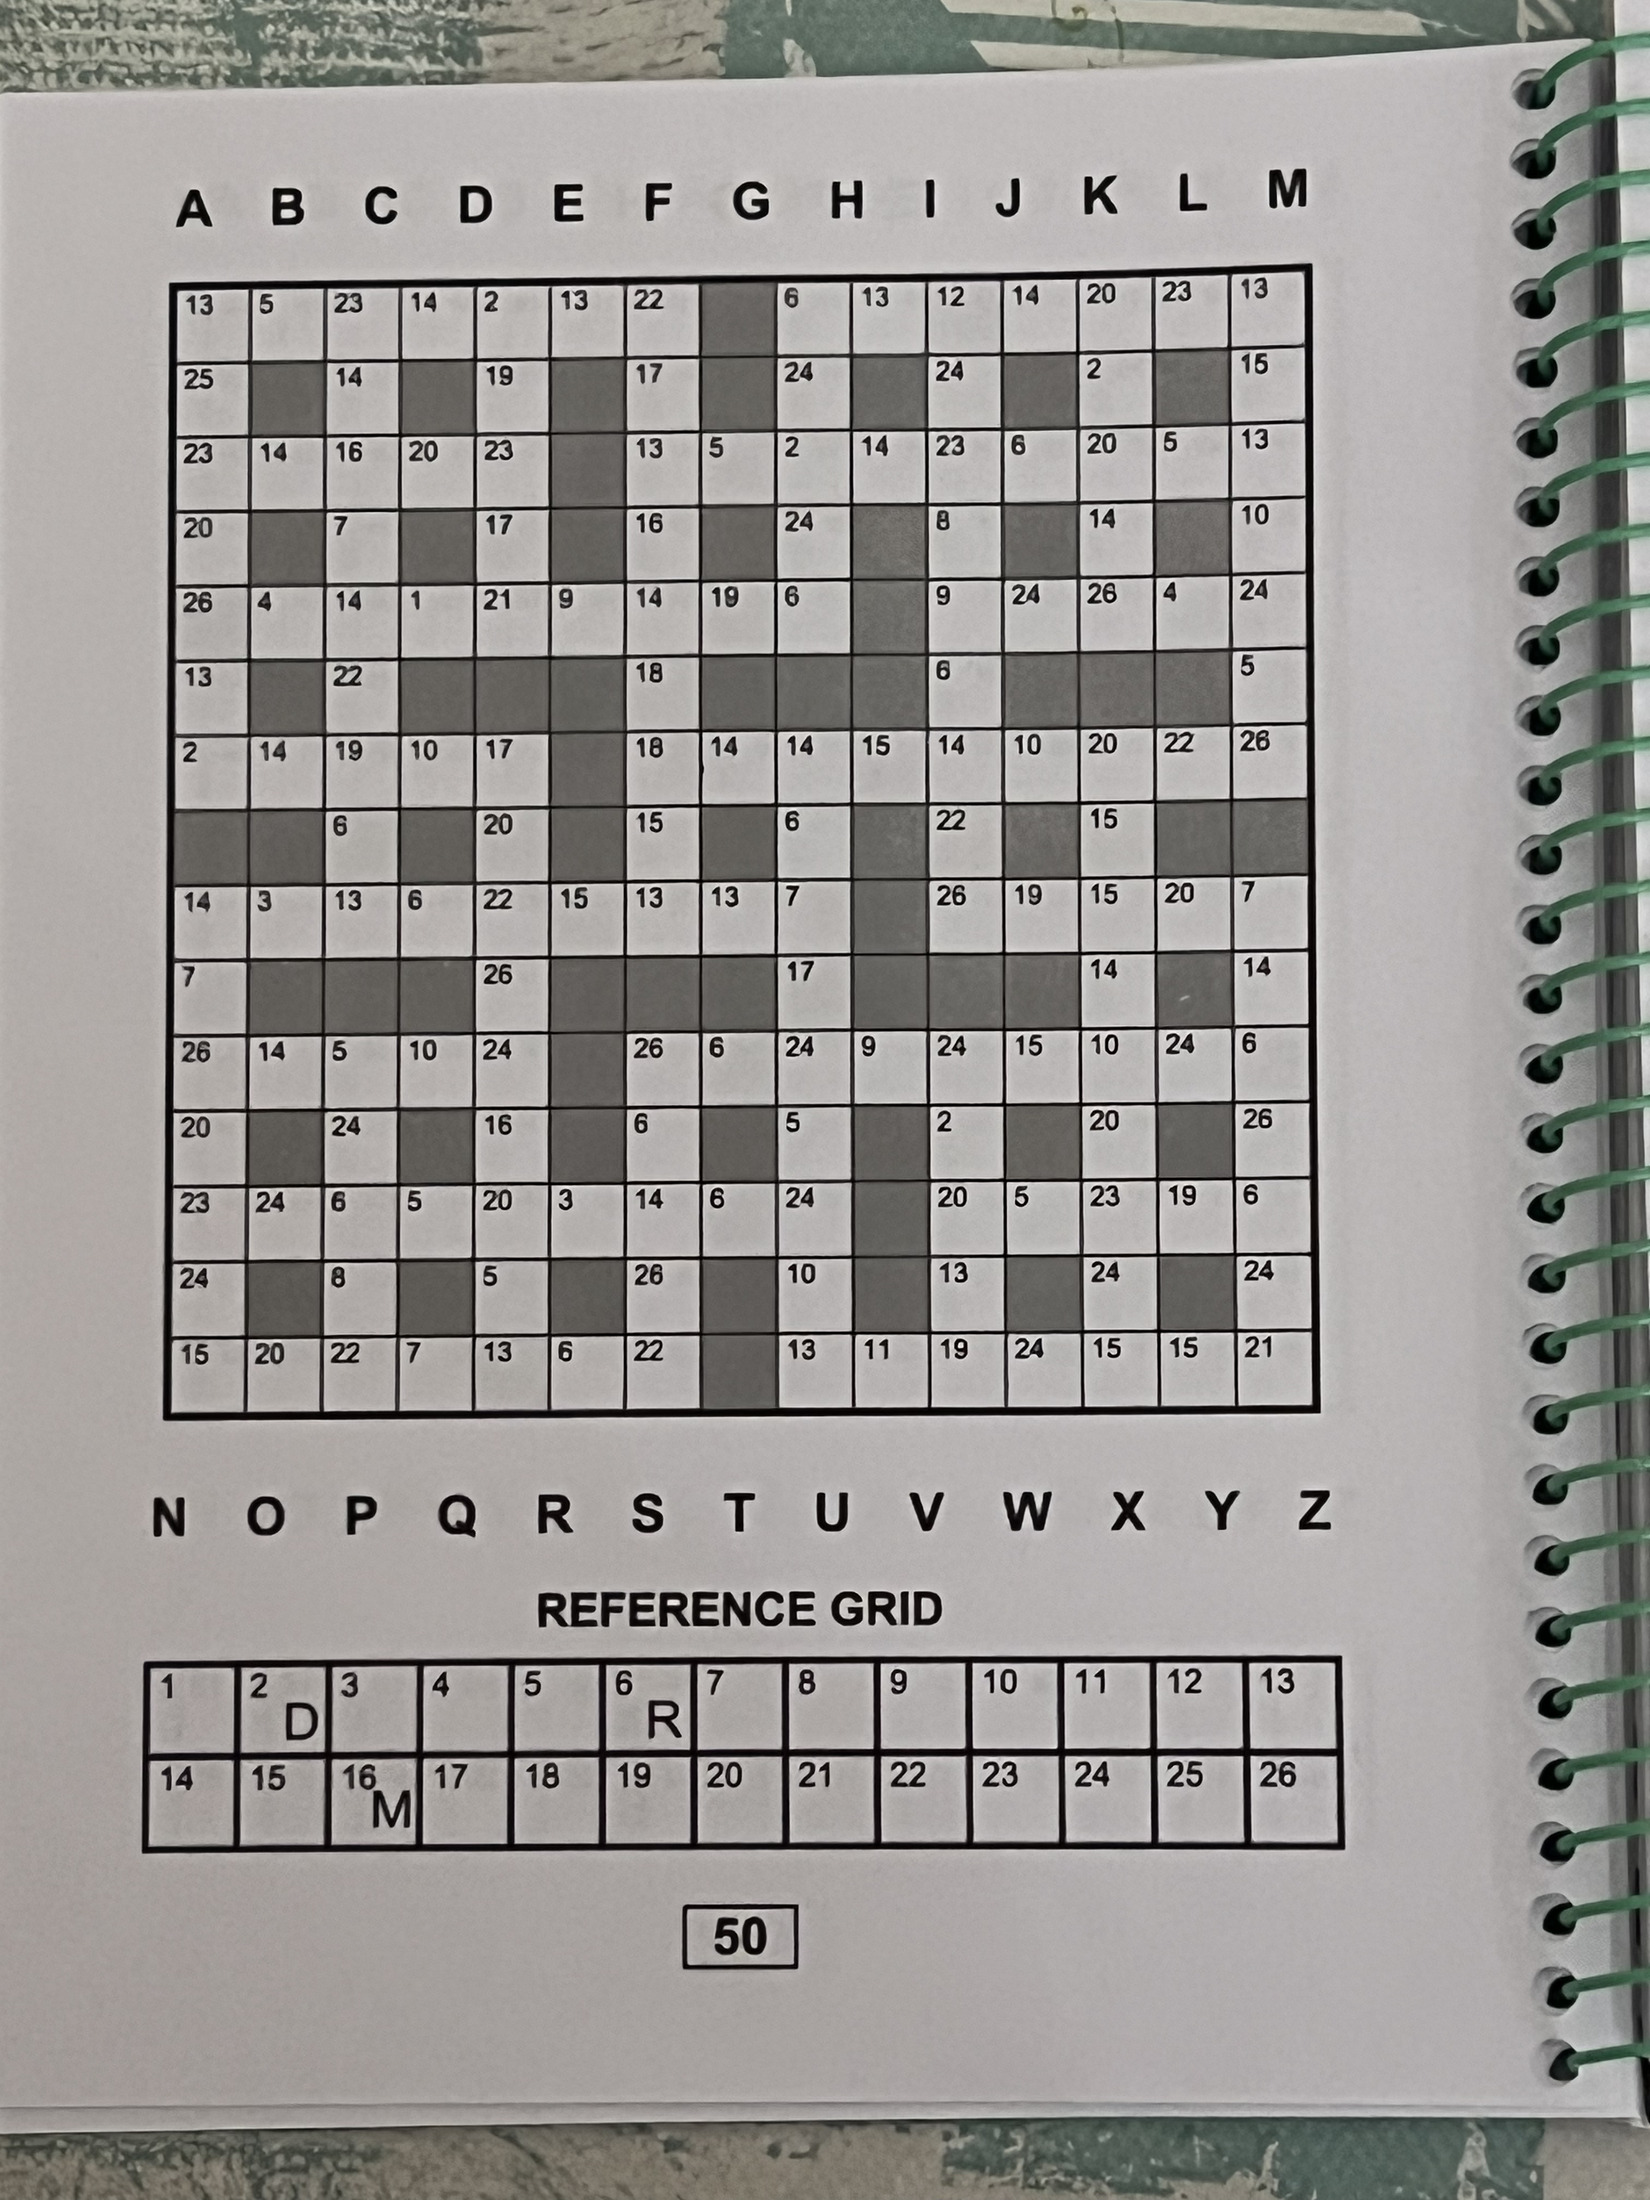 A B C D E F G H I J K L M
13 5 23 14 2 13 22 6 13 12 14 20 23 13
25 14 19 17 24 24 2 15
23 14 16 20 23 13 5 2 14 23 6 20 5 13
20 7 17 16 24 8 14 10
26 4 14 1 21 9 14 19 6 9 24 26 4 24
13 22 18 6 5
2 14 19 10 17 18 14 14 15 14 10 20 22 26
6 20 15 6 22 15
14 3 13 6 22 15 13 13 7 26 19 15 20 7
7 26 17 14 14
26 14 5 10 24 26 6 24 9 24 15 10 24 6
20 24 16 6 5 2 20 26
23 24 6 5 20 3 14 6 24 20 5 23 19 6
24 8 5 26 10 13 24 24
15 20 22 7 13 6 22 13 11 19 24 15 15 21
N O P Q R S T U V W X Y Z
REFERENCE GRID
1 2 D 3 4 5 6 R 7 8 9 10 11 12 13
14 15 16 M 17 18 19 20 21 22 23 24 25 26
50